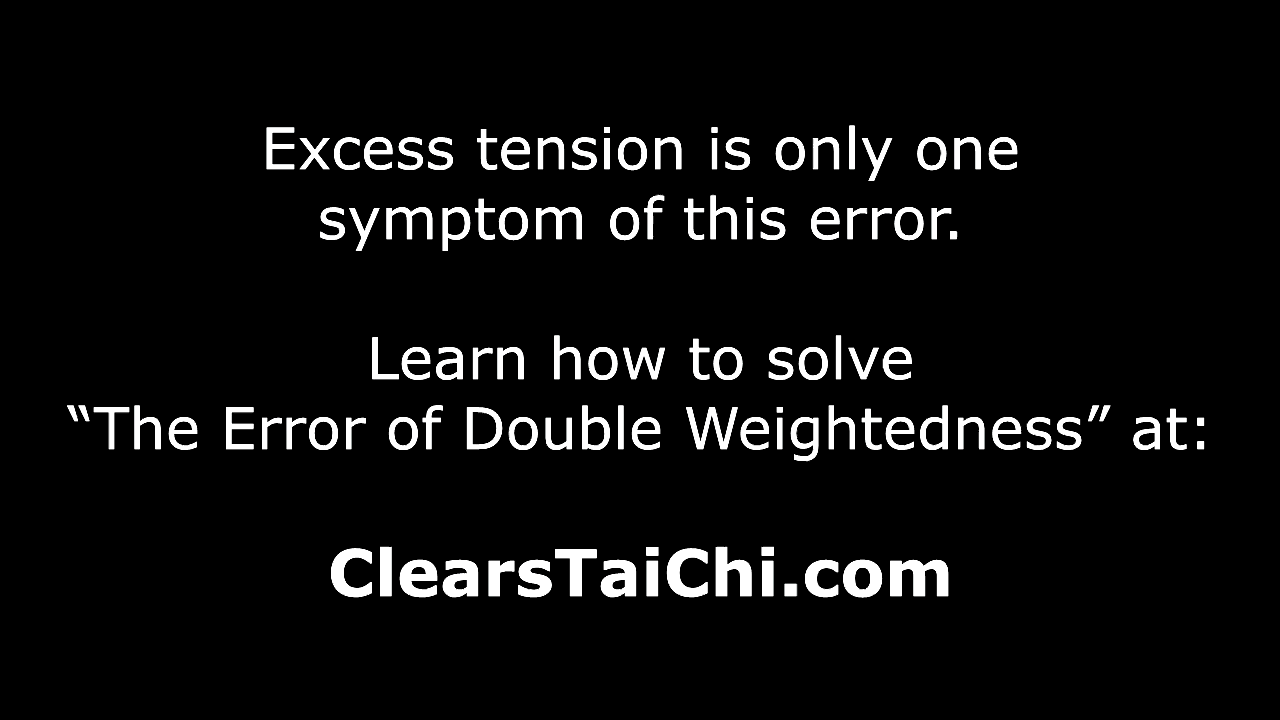 Excess tension is only one
symptom of this error.
Learn how to solve
“The Error of Double Weightedness” at:
ClearsTaiChi.com